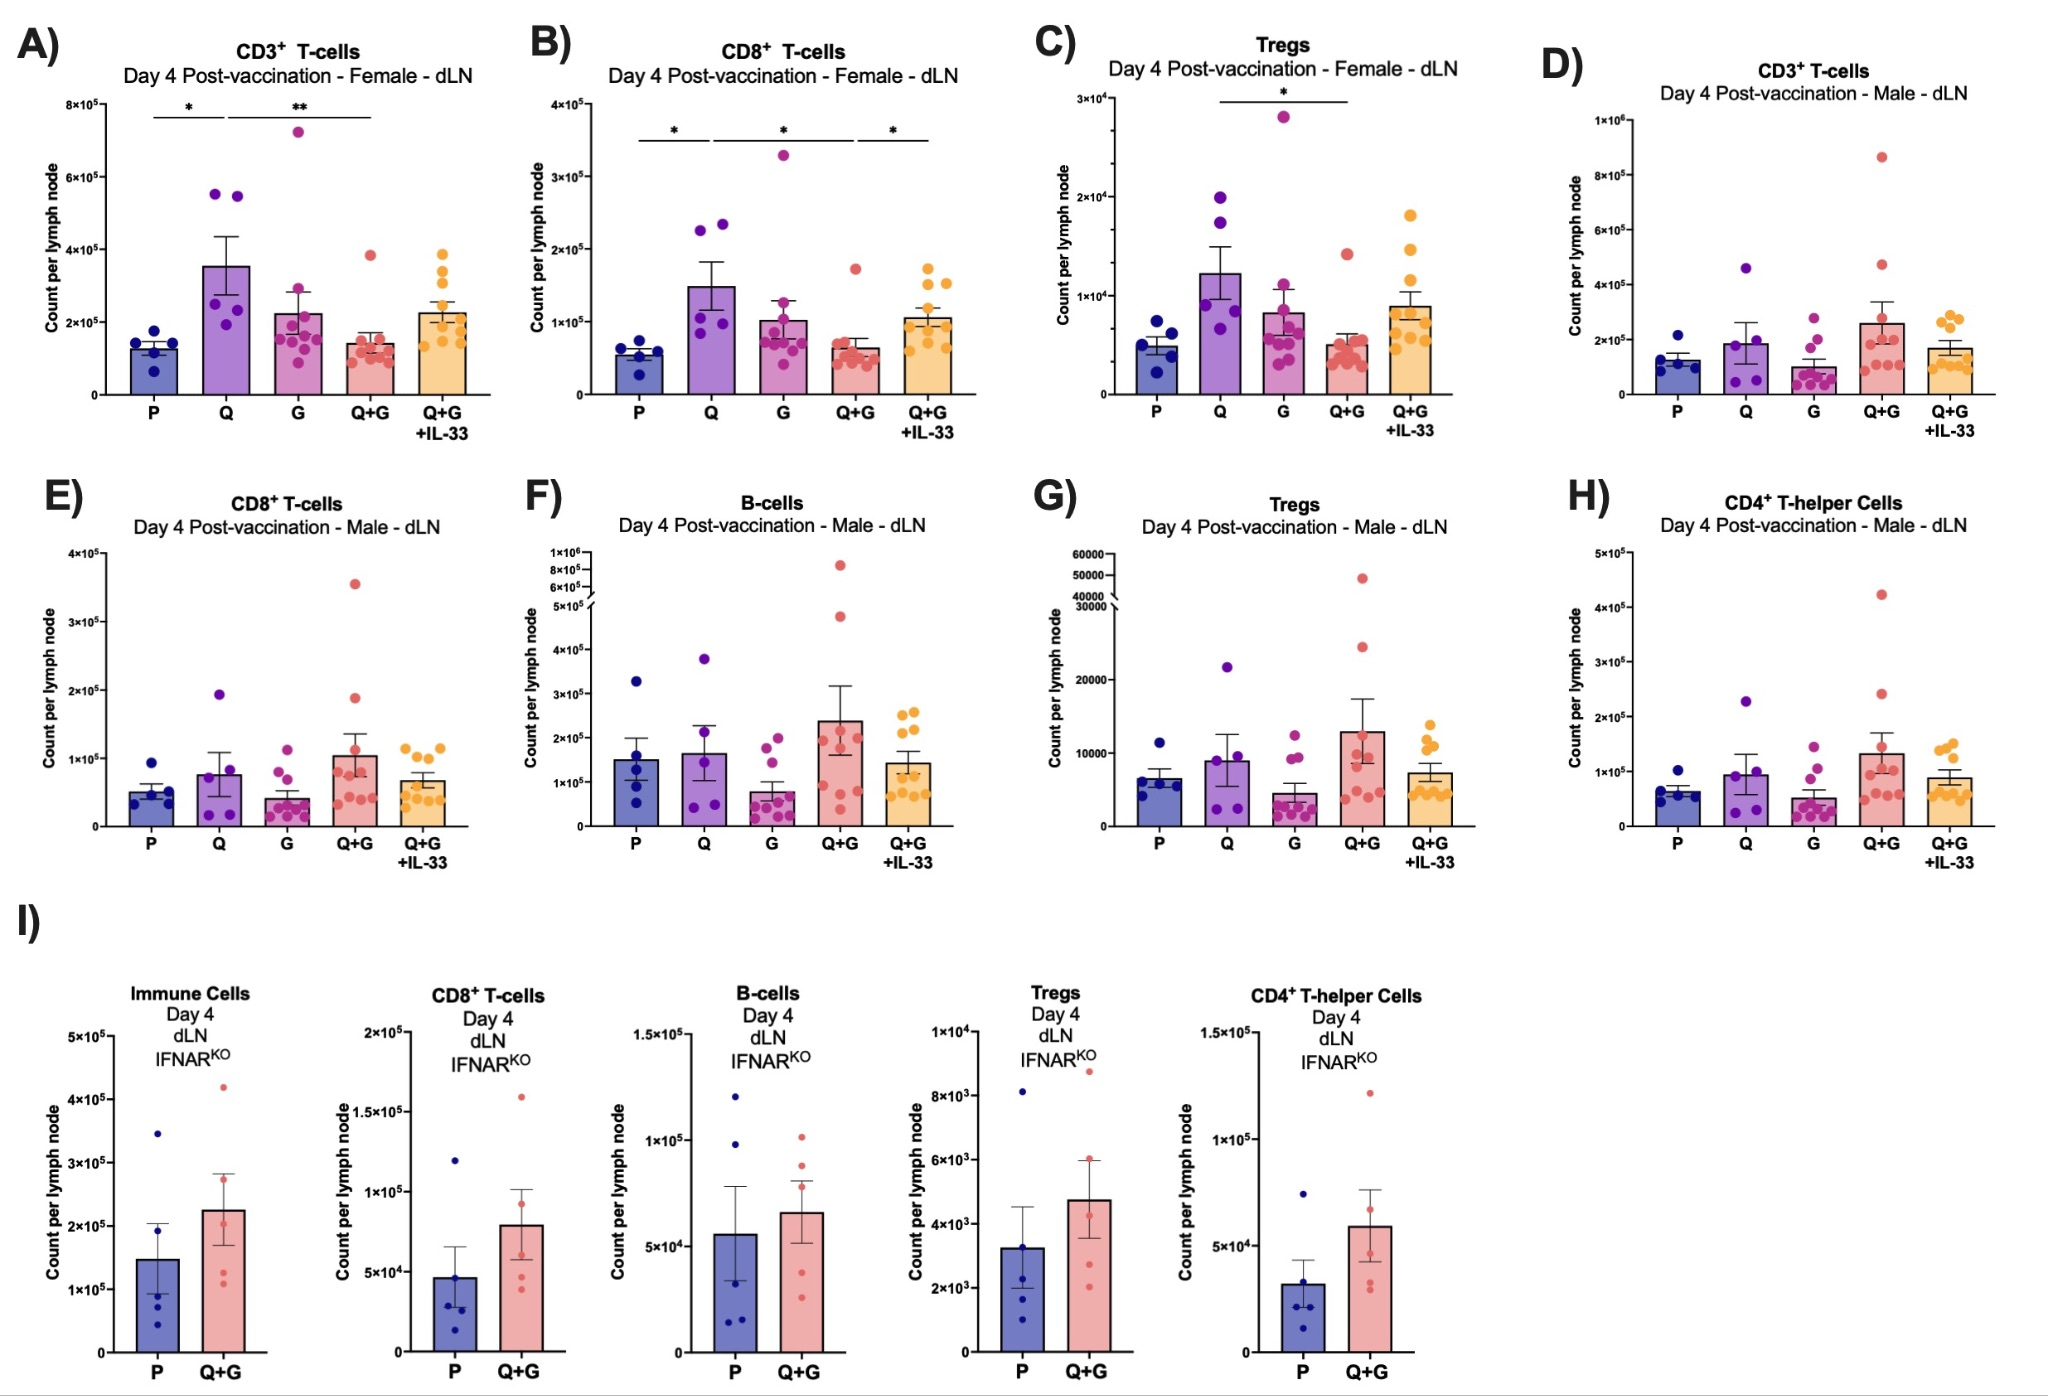 A)
CD3⁺ T-cells
Day 4 Post-vaccination - Female - dLN
Count per lymph node
8×10⁵
6×10⁵
4×10⁵
2×10⁵
0
* **
P Q G Q+G Q+G
+IL-33
B)
CD8⁺ T-cells
Day 4 Post-vaccination - Female - dLN
Count per lymph node
4×10⁵
3×10⁵
2×10⁵
1×10⁵
0
* * *
P Q G Q+G Q+G
+IL-33
C)
Tregs
Day 4 Post-vaccination - Female - dLN
Count per lymph node
3×10⁴
2×10⁴
1×10⁴
0
*
P Q G Q+G Q+G
+IL-33
D)
CD3⁺ T-cells
Day 4 Post-vaccination - Male - dLN
Count per lymph node
1×10⁶
8×10⁵
6×10⁵
4×10⁵
2×10⁵
0
P Q G Q+G Q+G
+IL-33
E)
CD8⁺ T-cells
Day 4 Post-vaccination - Male - dLN
Count per lymph node
4×10⁵
3×10⁵
2×10⁵
1×10⁵
0
P Q G Q+G Q+G
+IL-33
F)
B-cells
Day 4 Post-vaccination - Male - dLN
Count per lymph node
1×10⁶
8×10⁵
6×10⁵
5×10⁵
4×10⁵
3×10⁵
2×10⁵
1×10⁵
0
P Q G Q+G Q+G
+IL-33
G)
Tregs
Day 4 Post-vaccination - Male - dLN
Count per lymph node
60000
50000
40000
30000
20000
10000
0
P Q G Q+G Q+G
+IL-33
H)
CD4⁺ T-helper Cells
Day 4 Post-vaccination - Male - dLN
Count per lymph node
5×10⁵
4×10⁵
3×10⁵
2×10⁵
1×10⁵
0
P Q G Q+G Q+G
+IL-33
I)
Immune Cells
Day 4
dLN
IFNARᴷᴼ
Count per lymph node
5×10⁵
4×10⁵
3×10⁵
2×10⁵
1×10⁵
0
P Q+G
CD8⁺ T-cells
Day 4
dLN
IFNARᴷᴼ
Count per lymph node
2×10⁵
1.5×10⁵
1×10⁵
5×10⁴
0
P Q+G
B-cells
Day 4
dLN
IFNARᴷᴼ
Count per lymph node
1.5×10⁵
1×10⁵
5×10⁴
0
P Q+G
Tregs
Day 4
dLN
IFNARᴷᴼ
Count per lymph node
1×10⁴
8×10³
6×10³
4×10³
2×10³
0
P Q+G
CD4⁺ T-helper Cells
Day 4
dLN
IFNARᴷᴼ
Count per lymph node
1.5×10⁵
1×10⁵
5×10⁴
0
P Q+G